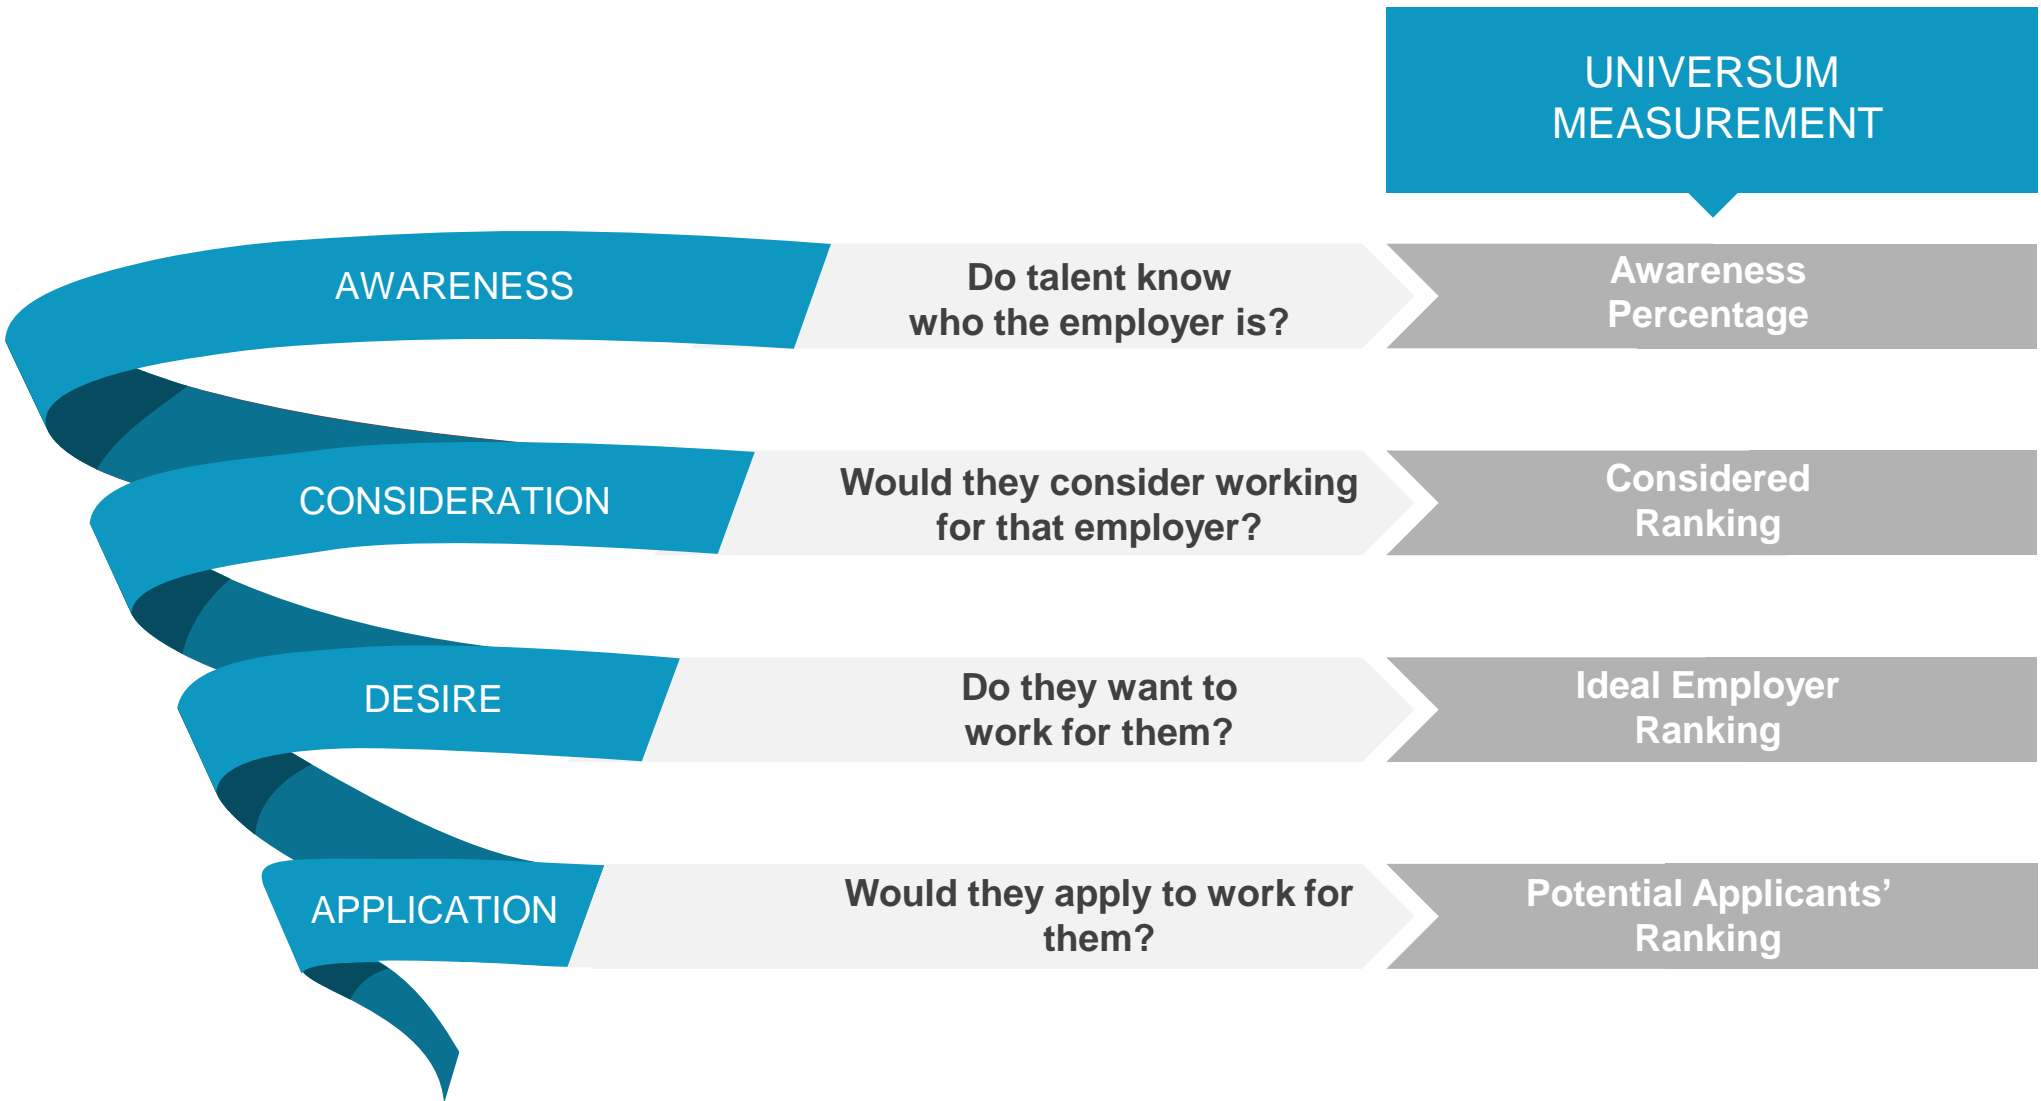 UNIVERSUM
MEASUREMENT
AWARENESS
Do talent know
who the employer is?
Awareness
Percentage
CONSIDERATION
Would they consider working
for that employer?
Considered
Ranking
DESIRE
Do they want to
work for them?
Ideal Employer
Ranking
APPLICATION
Would they apply to work for
them?
Potential Applicants’
Ranking